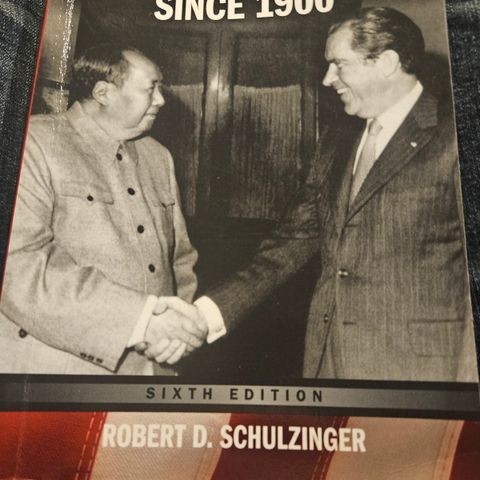 SINCE 1900
SIXTH EDITION
ROBERT D. SCHULZINGER